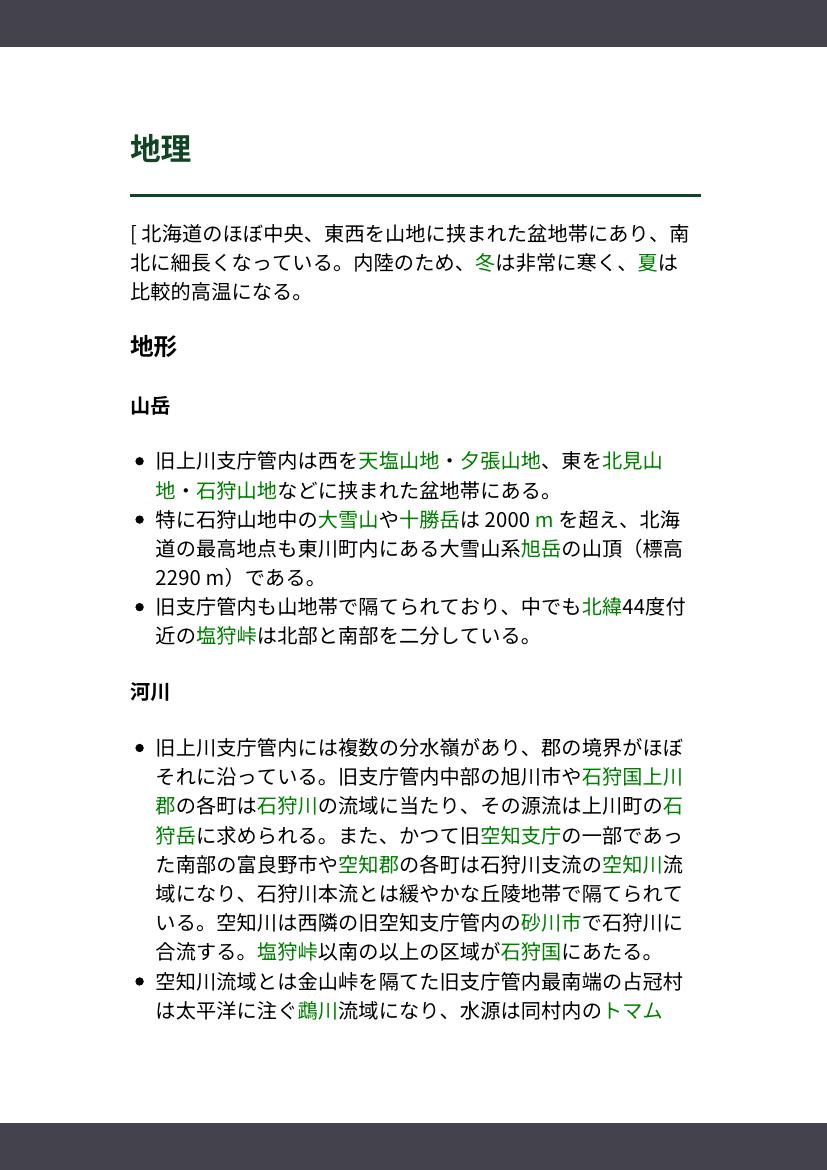 地理
[ 北海道のほぼ中央、東西を山地に挟まれた盆地帯にあり、南
北に細長くなっている。内陸のため、冬は非常に寒く、夏は
比較的高温になる。
地形
山岳
• 旧上川支庁管内は西を天塩山地・夕張山地、東を北見山
地・石狩山地などに挟まれた盆地帯にある。
• 特に石狩山地中の大雪山や十勝岳は 2000 m を超え、北海
道の最高地点も東川町内にある大雪山系旭岳の山頂（標高
2290 m）である。
• 旧支庁管内も山地帯で隔てられており、中でも北緯44度付
近の塩狩峠は北部と南部を二分している。
河川
• 旧上川支庁管内には複数の分水嶺があり、郡の境界がほぼ
それに沿っている。旧支庁管内中部の旭川市や石狩国上川
郡の各町は石狩川の流域に当たり、その源流は上川町の石
狩岳に求められる。また、かつて旧空知支庁の一部であっ
た南部の富良野市や空知郡の各町は石狩川支流の空知川流
域になり、石狩川本流とは緩やかな丘陵地帯で隔てられて
いる。空知川は西隣の旧空知支庁管内の砂川市で石狩川に
合流する。塩狩峠以南の以上の区域が石狩国にあたる。
• 空知川流域とは金山峠を隔てた旧支庁管内最南端の占冠村
は太平洋に注ぐ鵡川流域になり、水源は同村内のトマム